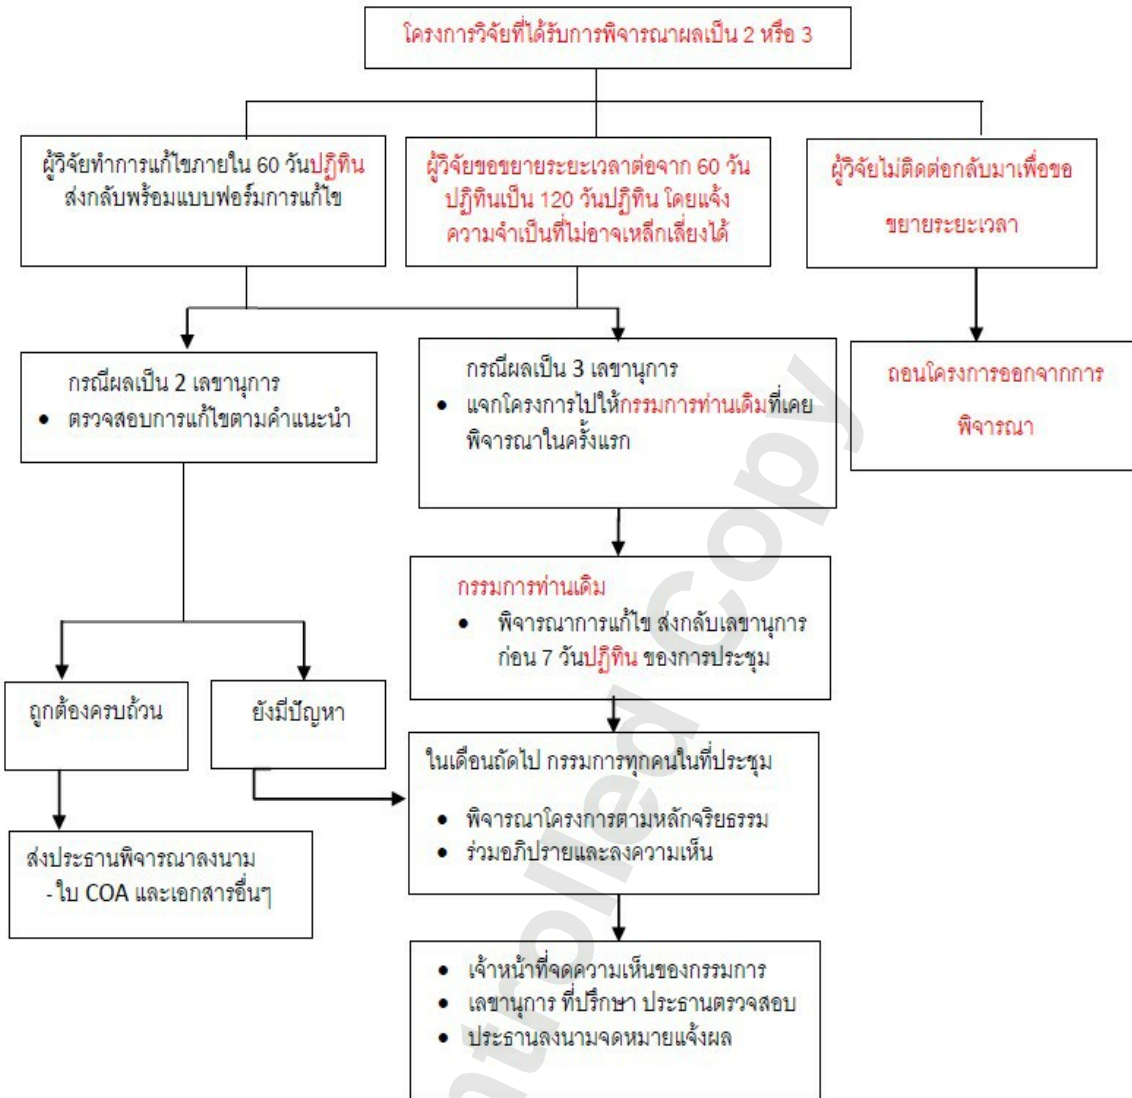 โครงการวิจัยที่ได้รับการพิจารณาผลเป็น 2 หรือ 3
ผู้วิจัยทำการแก้ไขภายใน 60 วันปฏิทิน
ส่งกลับพร้อมแบบฟอร์มการแก้ไข
ผู้วิจัยขอขยายระยะเวลาต่อจาก 60 วัน
ปฏิทินเป็น 120 วันปฏิทิน โดยแจ้ง
ความจำเป็นที่ไม่อาจเหลีกเลี่ยงได้
ผู้วิจัยไม่ติดต่อกลับมาเพื่อขอ
ขยายระยะเวลา
กรณีผลเป็น 2 เลขานุการ
• ตรวจสอบการแก้ไขตามคำแนะนำ
กรณีผลเป็น 3 เลขานุการ
• แจกโครงการไปให้กรรมการท่านเดิมที่เคย
พิจารณาในครั้งแรก
ถอนโครงการออกจากการ
พิจารณา
กรรมการท่านเดิม
• พิจารณาการแก้ไข ส่งกลับเลขานุการ
ก่อน 7 วันปฏิทิน ของการประชุม
ถูกต้องครบถ้วน
ยังมีปัญหา
ในเดือนถัดไป กรรมการทุกคนในที่ประชุม
• พิจารณาโครงการตามหลักจริยธรรม
• ร่วมอภิปรายและลงความเห็น
ส่งประธานพิจารณาลงนาม
- ใบ COA และเอกสารอื่นๆ
• เจ้าหน้าที่จดความเห็นของกรรมการ
• เลขานุการ ที่ปรึกษา ประธานตรวจสอบ
• ประธานลงนามจดหมายแจ้งผล
ntrolled Copy